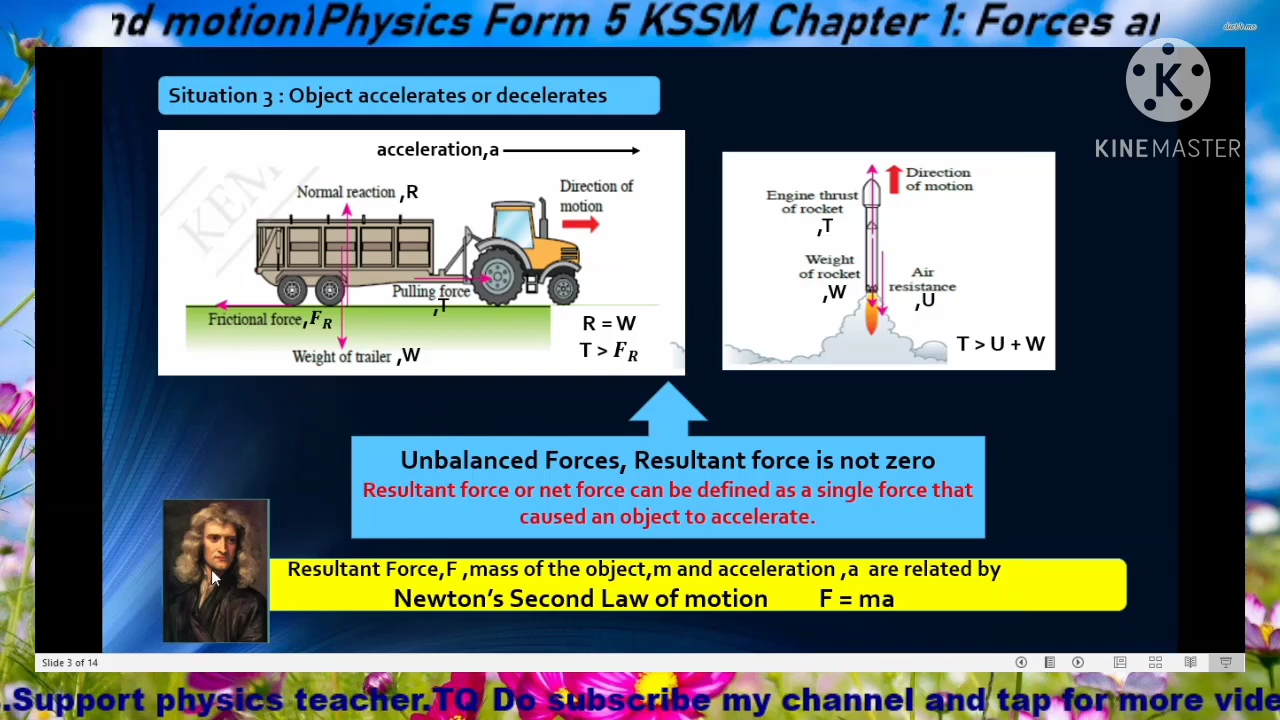 nd motion)Physics Form 5 KSSM Chapter 1: Forces an
Situation 3 : Object accelerates or decelerates
KINEMASTER
K
acceleration,a
Normal reaction ,R
Direction of
motion
KEM
Pulling force
,T
Frictional force,F_R
Weight of trailer ,W
R = W
T > F_R
Direction
of motion
Engine thrust
of rocket
,T
Weight
of rocket
,W
Air
resistance
,U
T > U + W
Unbalanced Forces, Resultant force is not zero
Resultant force or net force can be defined as a single force that
caused an object to accelerate.
Resultant Force,F ,mass of the object,m and acceleration ,a are related by
Newton's Second Law of motion F = ma
Slide 3 of 14
.Support physics teacher.TQ Do subscribe my channel and tap for more vide